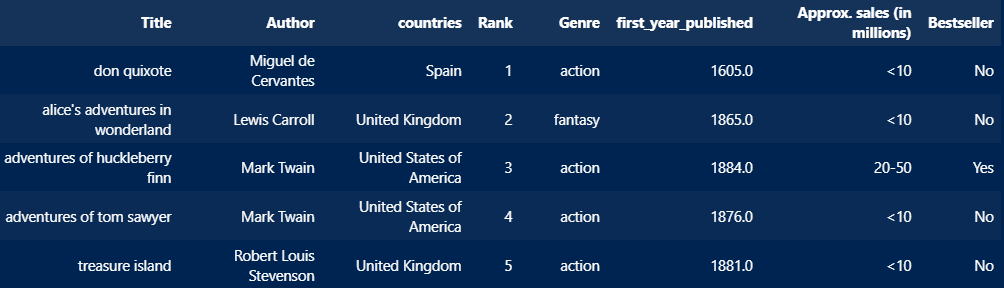 Title Author countries Rank Genre first_year_published Approx. sales (in millions) Bestseller
don quixote Miguel de Cervantes Spain 1 action 1605.0 <10 No
alice's adventures in wonderland Lewis Carroll United Kingdom 2 fantasy 1865.0 <10 No
adventures of huckleberry finn Mark Twain United States of America 3 action 1884.0 20-50 Yes
adventures of tom sawyer Mark Twain United States of America 4 action 1876.0 <10 No
treasure island Robert Louis Stevenson United Kingdom 5 action 1881.0 <10 No